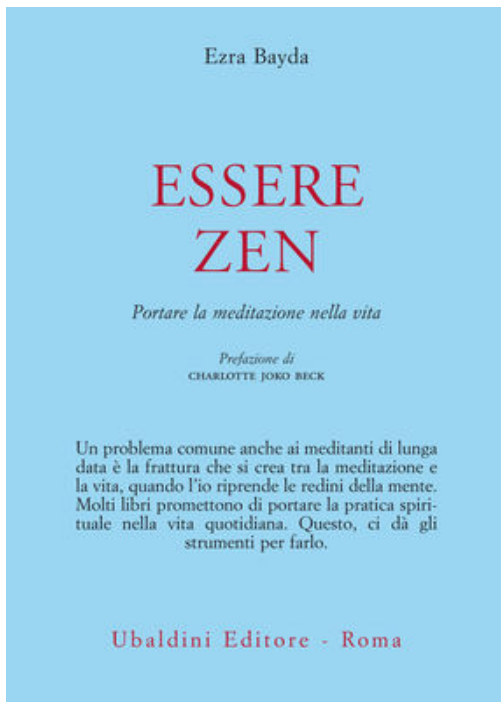 Ezra Bayda
ESSERE
ZEN
Portare la meditazione nella vita
Prefazione di
CHARLOTTE JOKO BECK
Un problema comune anche ai meditanti di lunga
data è la frattura che si crea tra la meditazione e
la vita, quando l'io riprende le redini della mente.
Molti libri promettono di portare la pratica spiri-
tuale nella vita quotidiana. Questo, ci dà gli
strumenti per farlo.
Ubaldini Editore - Roma